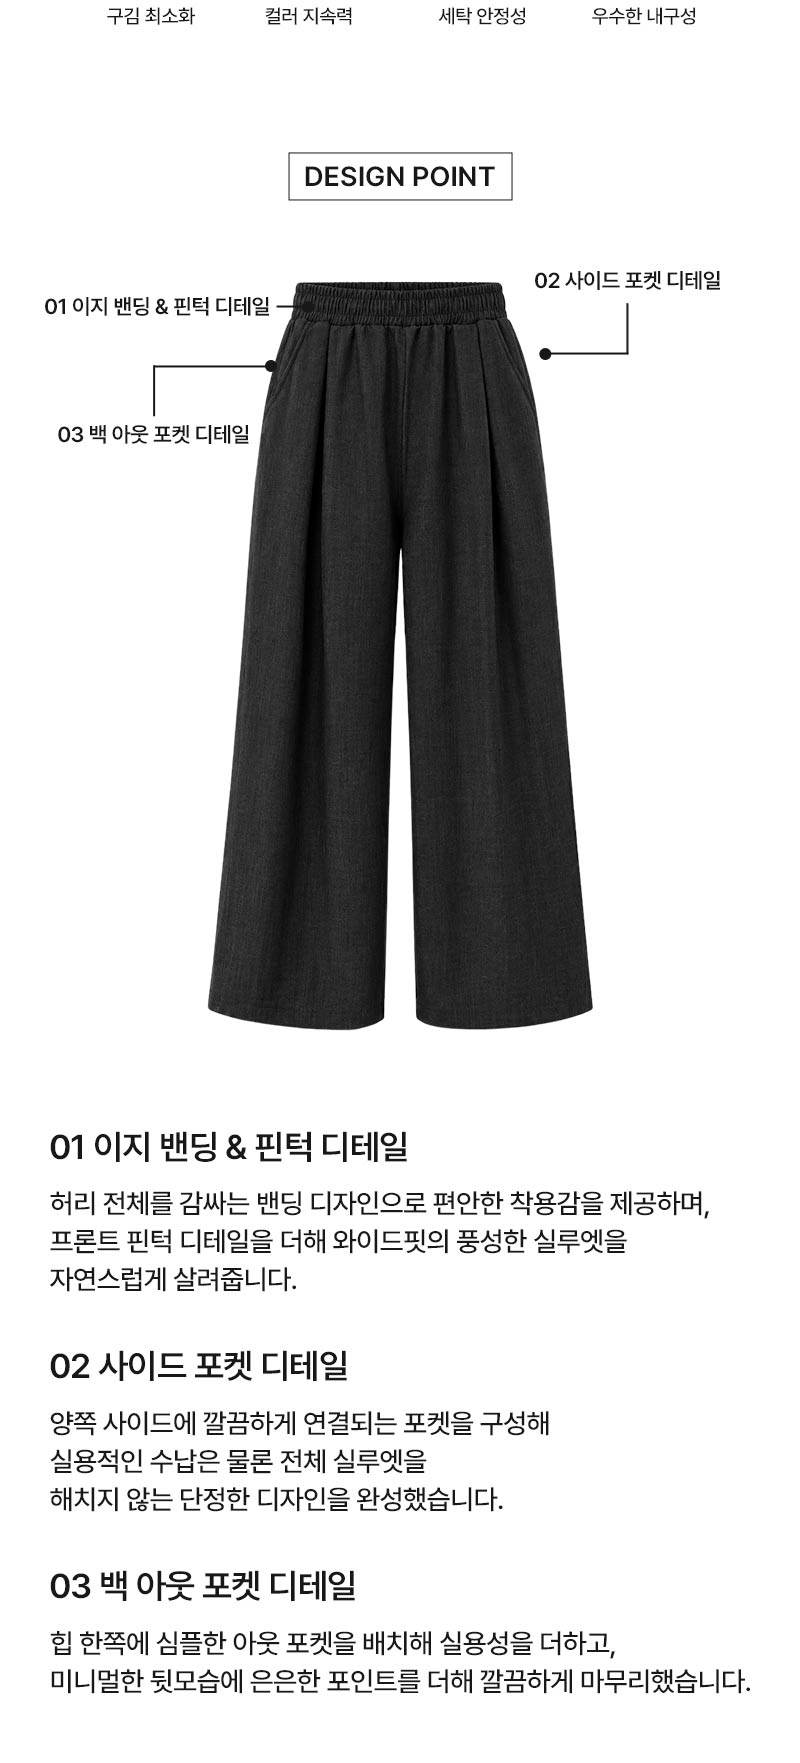 구김 최소화 컬러 지속력 세탁 안정성 우수한 내구성
DESIGN POINT
02 사이드 포켓 디테일
01 이지 밴딩 & 핀턱 디테일
03 백 아웃 포켓 디테일
01 이지 밴딩 & 핀턱 디테일
허리 전체를 감싸는 밴딩 디자인으로 편안한 착용감을 제공하며,
프론트 핀턱 디테일을 더해 와이드핏의 풍성한 실루엣을
자연스럽게 살려줍니다.
02 사이드 포켓 디테일
양쪽 사이드에 깔끔하게 연결되는 포켓을 구성해
실용적인 수납은 물론 전체 실루엣을
해치지 않는 단정한 디자인을 완성했습니다.
03 백 아웃 포켓 디테일
힙 한쪽에 심플한 아웃 포켓을 배치해 실용성을 더하고,
미니멀한 뒷모습에 은은한 포인트를 더해 깔끔하게 마무리했습니다.